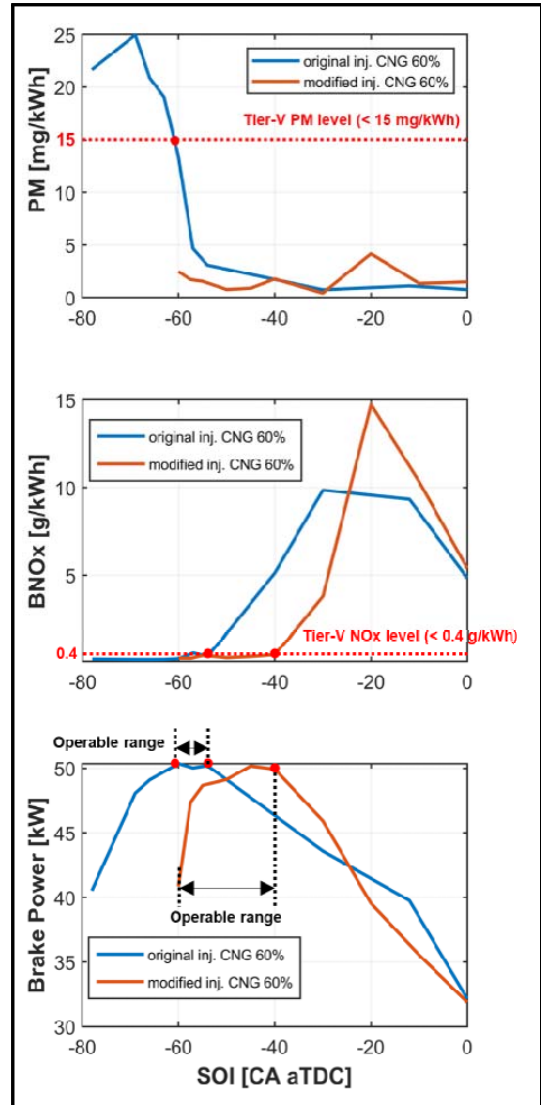 25
20
15
10
5
0
PM [mg/kWh]
original inj. CNG 60%
modified inj. CNG 60%
Tier-V PM level (< 15 mg/kWh)
15
-80 -60 -40 -20 0
15
10
5
0.4
BNOx [g/kWh]
original inj. CNG 60%
modified inj. CNG 60%
Tier-V NOx level (< 0.4 g/kWh)
-80 -60 -40 -20 0
Operable range
50
45
40
35
30
Brake Power [kW]
Operable range
original inj. CNG 60%
modified inj. CNG 60%
-80 -60 -40 -20 0
SOI [CA aTDC]